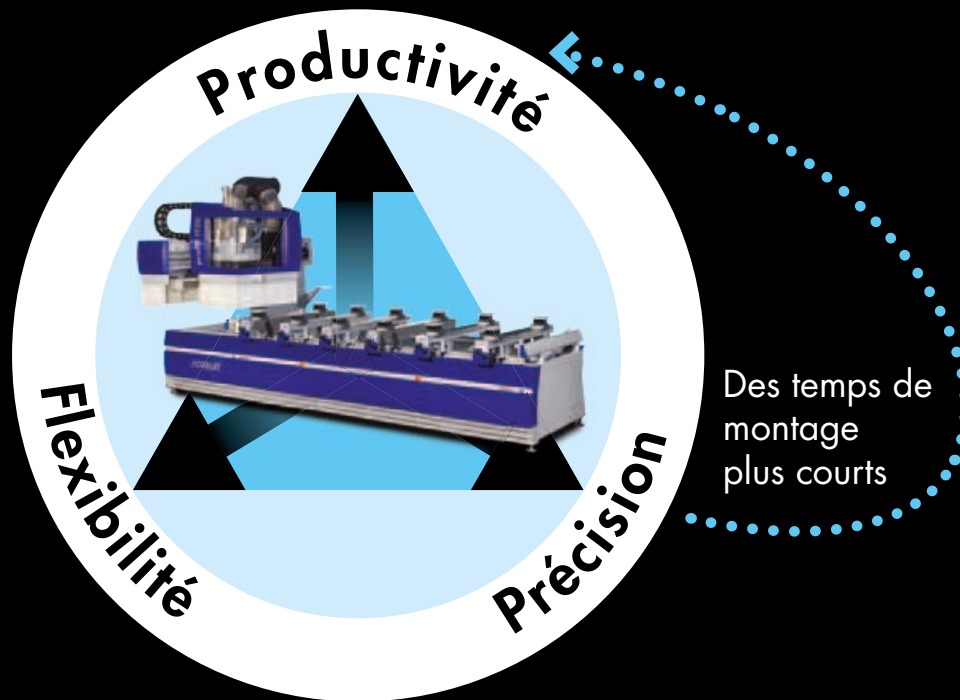 Productivité
Flexibilité
Précision
Des temps de
montage
plus courts